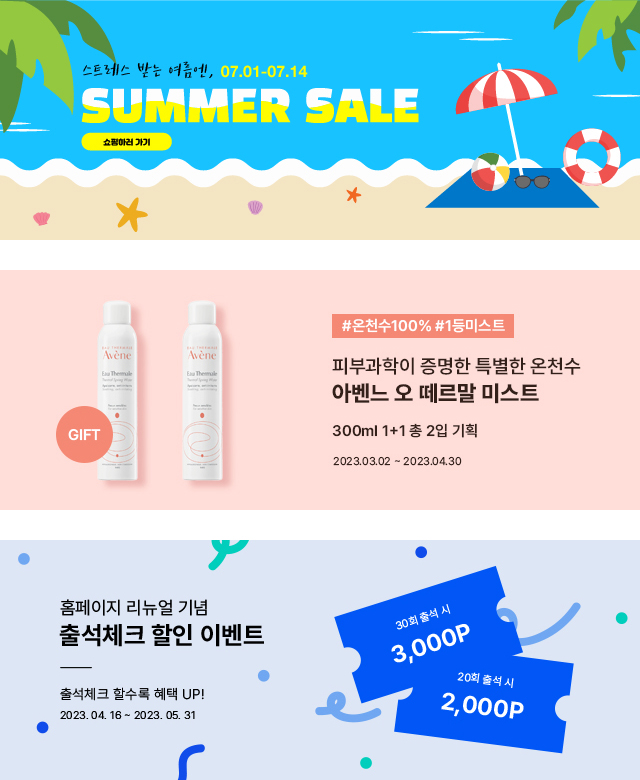 스트레스 받는 여름엔, 07.01-07.14
SUMMER SALE
쇼핑하러 가기
#온천수100% #1등미스트
피부과학이 증명한 특별한 온천수
아벤느 오 떼르말 미스트
300ml 1+1 총 2입 기획
2023.03.02 ~ 2023.04.30
Avène
Eau Thermale
Avène
Eau Thermale
GIFT
홈페이지 리뉴얼 기념
출석체크 할인 이벤트
출석체크 할수록 혜택 UP!
2023. 04. 16 ~ 2023. 05. 31
30회 출석 시
3,000P
20회 출석 시
2,000P